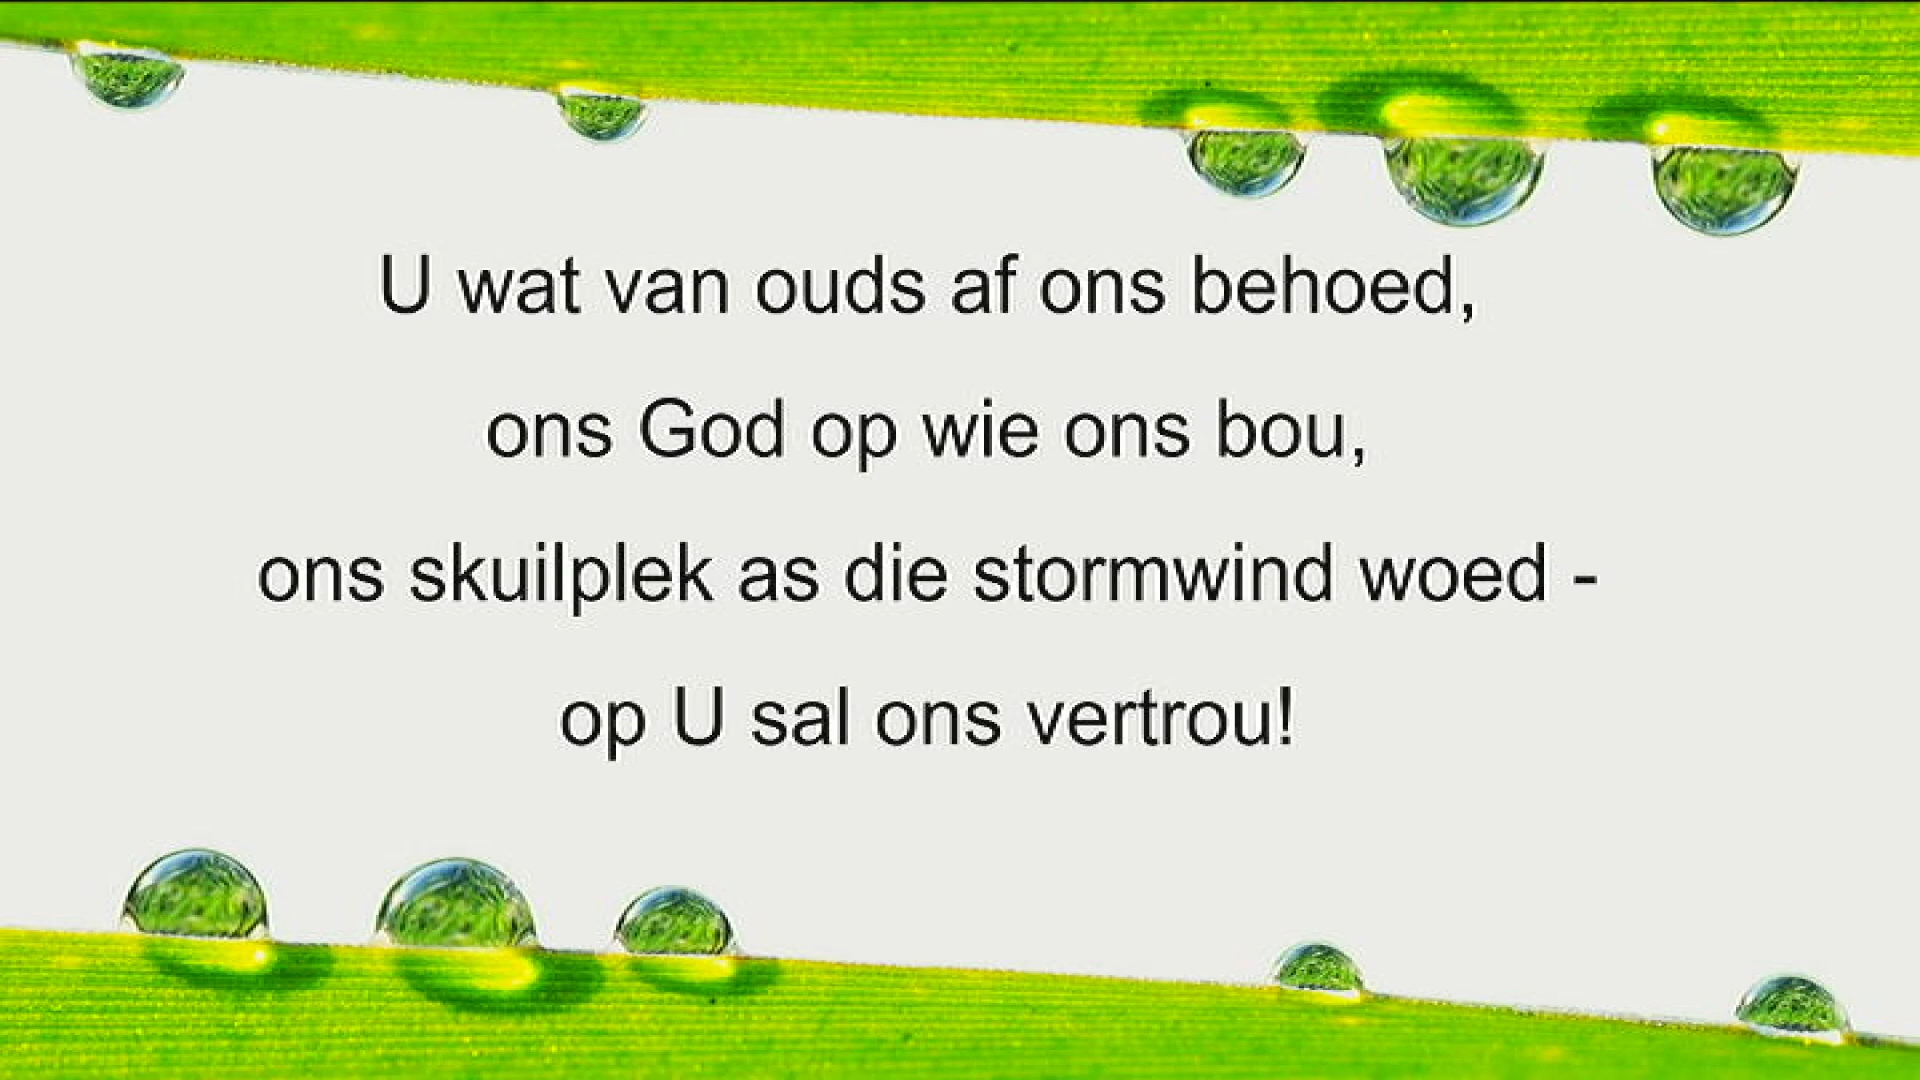 U wat van ouds af ons behoed,
ons God op wie ons bou,
ons skuilplek as die stormwind woed -
op U sal ons vertrou!